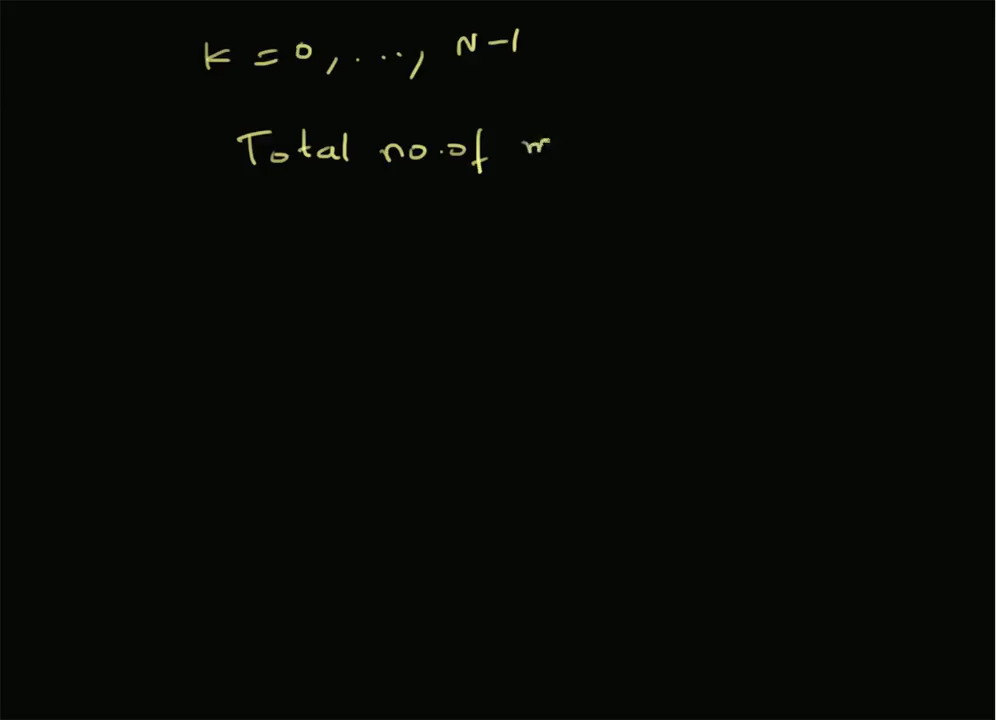 k = 0, ..., N-1
Total no. of m